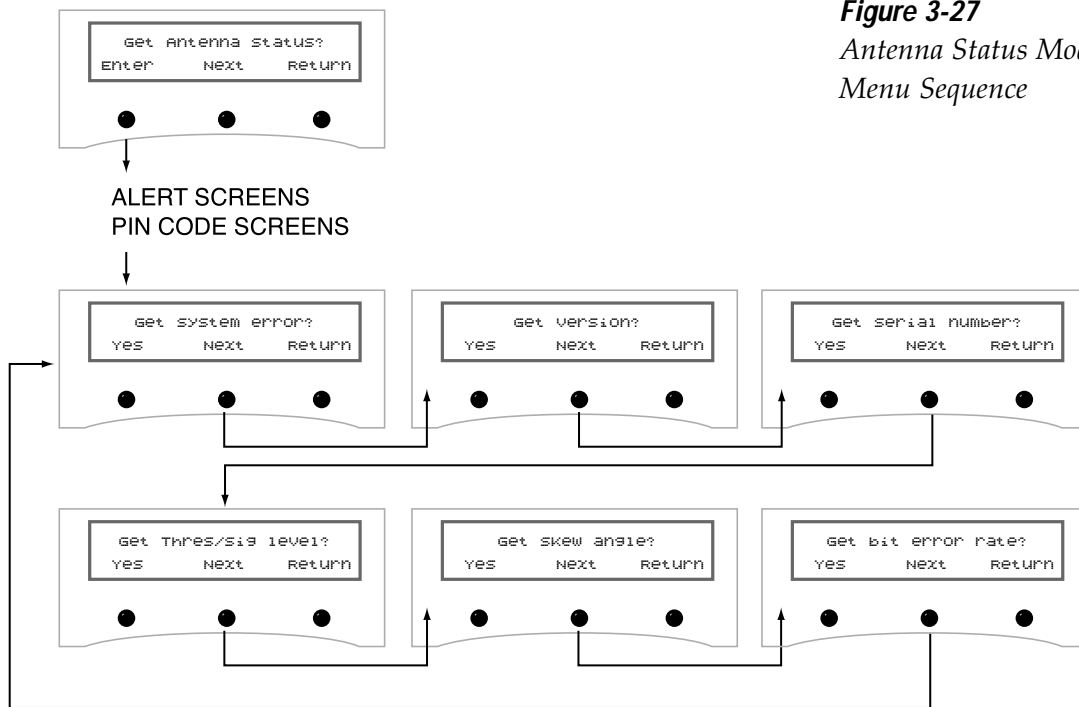 Figure 3-27
Antenna Status
Menu Sequence
Get Antenna status?
Enter Next Return
ALERT SCREENS
PIN CODE SCREENS
Get system error?
Yes Next Return
Get Version?
Yes Next Return
Get serial number?
Yes Next Return
Get Thres/sig level?
Yes Next Return
Get skew angle?
Yes Next Return
Get bit error rate?
Yes Next Return